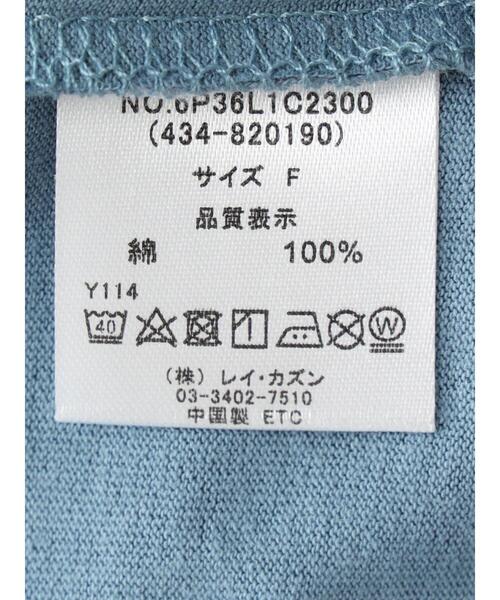 NO.6P36L1C2300
(434-820190)
サイズ F
品質表示
綿 100%
Y114
40 W
(株) レイ・カズン
03-3402-7510
中国製 ETC